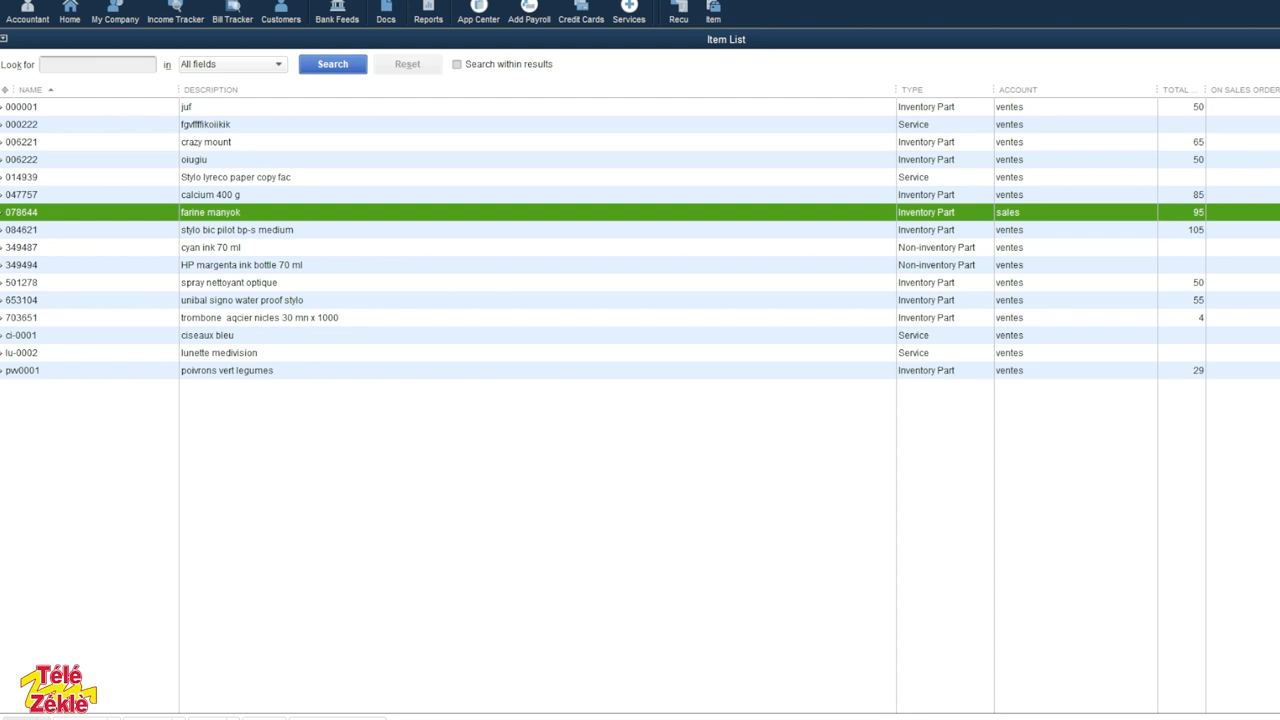 Accountant Home My Company Income Tracker Bill Tracker Customers Bank Feeds Docs Reports App Center Add Payroll Credit Cards Services Recu Item
Item List
Look for in All fields Search Reset Search within results
NAME DESCRIPTION TYPE ACCOUNT TOTAL ... ON SALES ORDER
000001 juf Inventory Part ventes 50
000222 Service ventes
006221 crazy mount Inventory Part ventes 65
006222 oiugiu Inventory Part ventes 50
014939 Stylo lyreco paper copy fac Service ventes
047757 calcium 400 g Inventory Part ventes 85
078644 farine manyok Inventory Part sales 95
084621 stylo bic pilot bp-s medium Inventory Part ventes 105
349487 cyan ink 70 ml Non-inventory Part ventes
349494 HP margenta ink bottle 70 ml Non-inventory Part ventes
501278 spray nettoyant optique Inventory Part ventes 50
653104 unibal signo water proof stylo Inventory Part ventes 55
703651 trombone aqcier nicles 30 mn x 1000 Inventory Part ventes 4
ci-0001 ciseaux bleu Service ventes
lu-0002 lunette medivision Service ventes
pw0001 poivrons vert legumes Inventory Part ventes 29
Télé
Zéklè